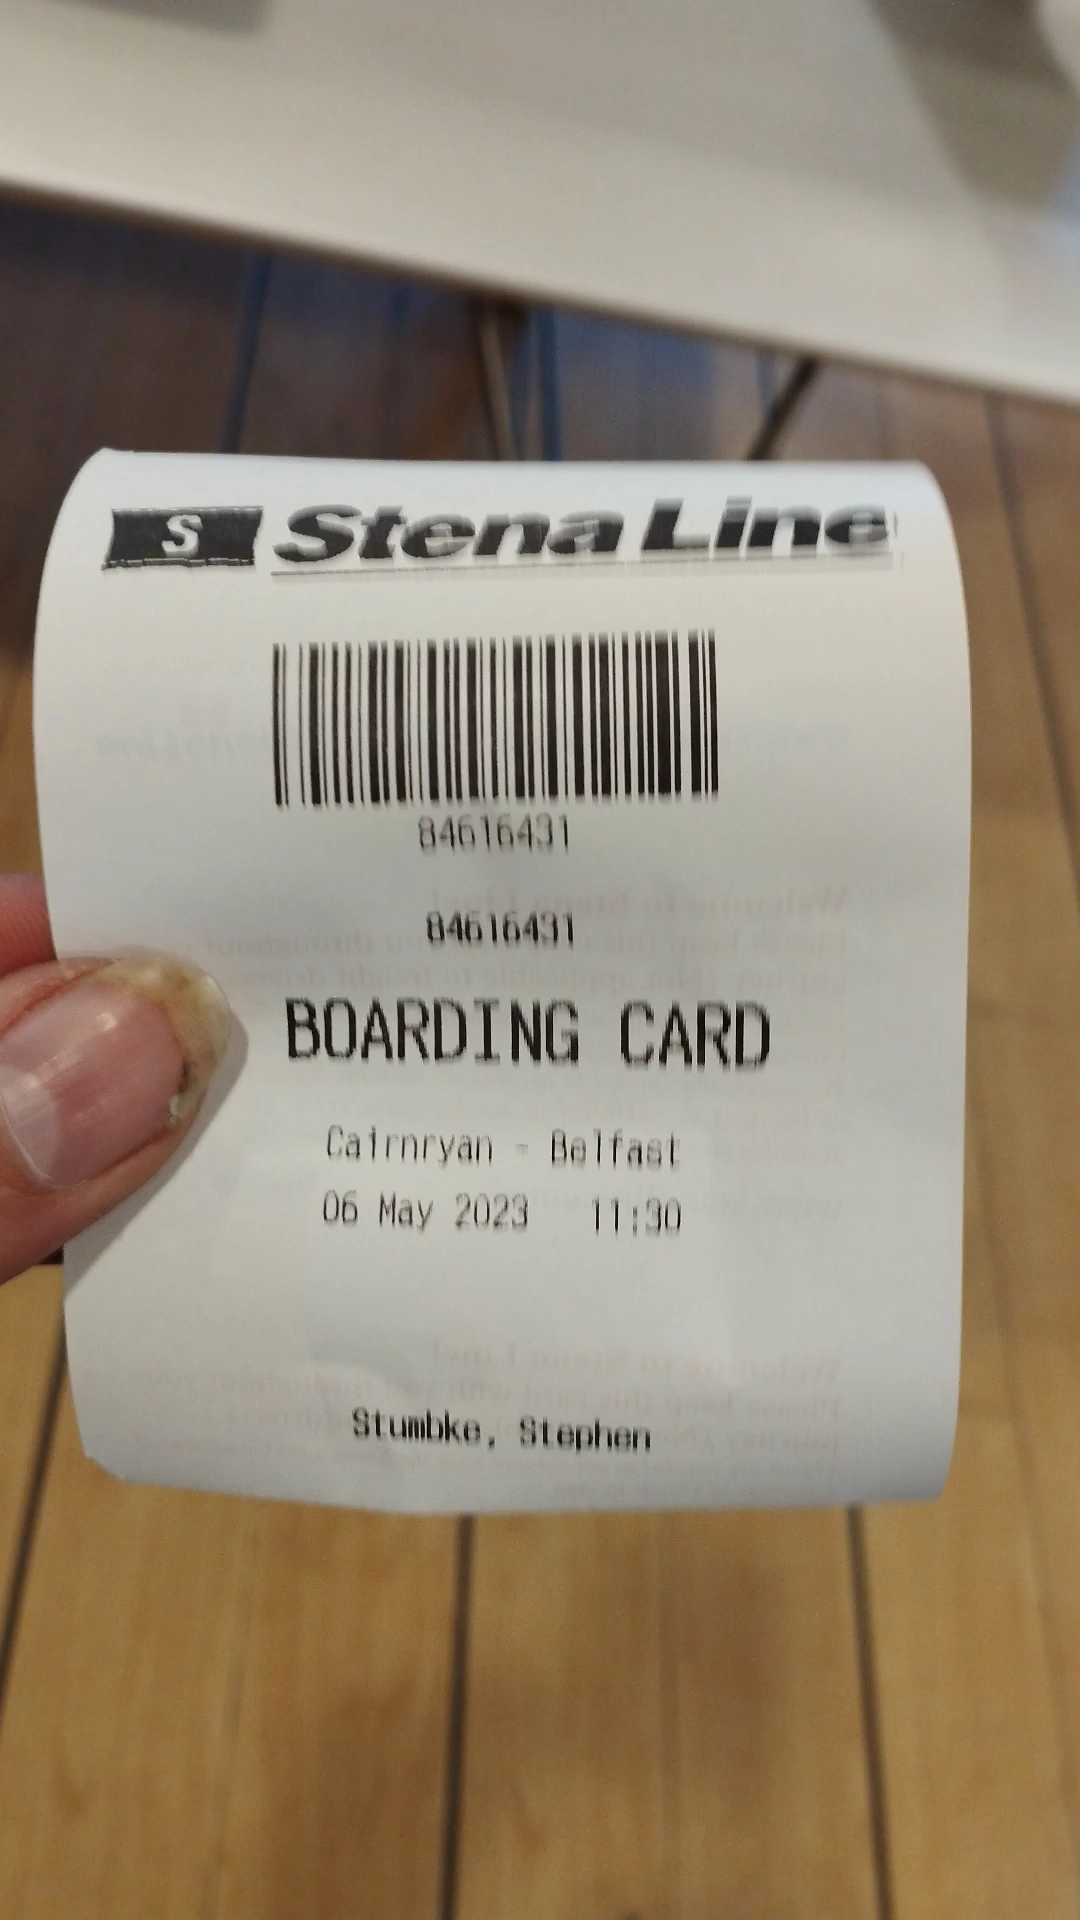 S Stena Line
84616431
84616431
BOARDING CARD
Cairnryan - Belfast
06 May 2023 11:30
Stumbke, Stephen